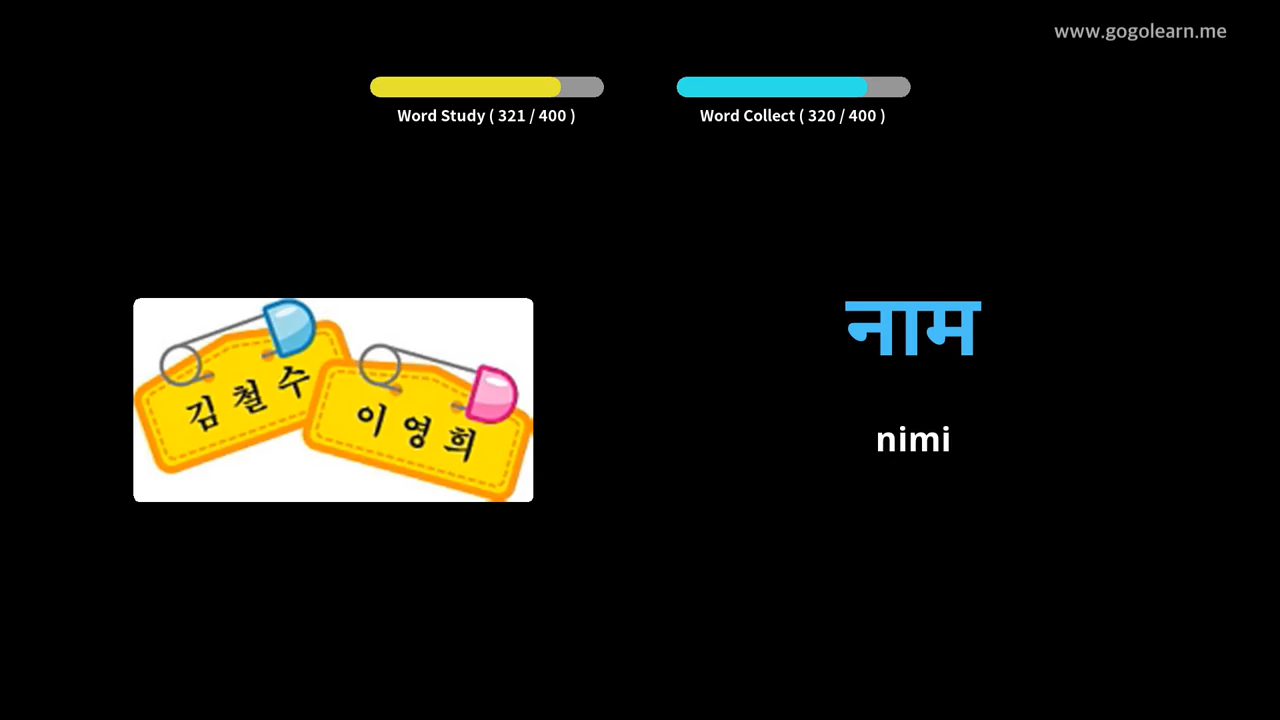 www.gogolearn.me
Word Study ( 321 / 400 )
Word Collect ( 320 / 400 )
김철수
이영희
नाम
nimi